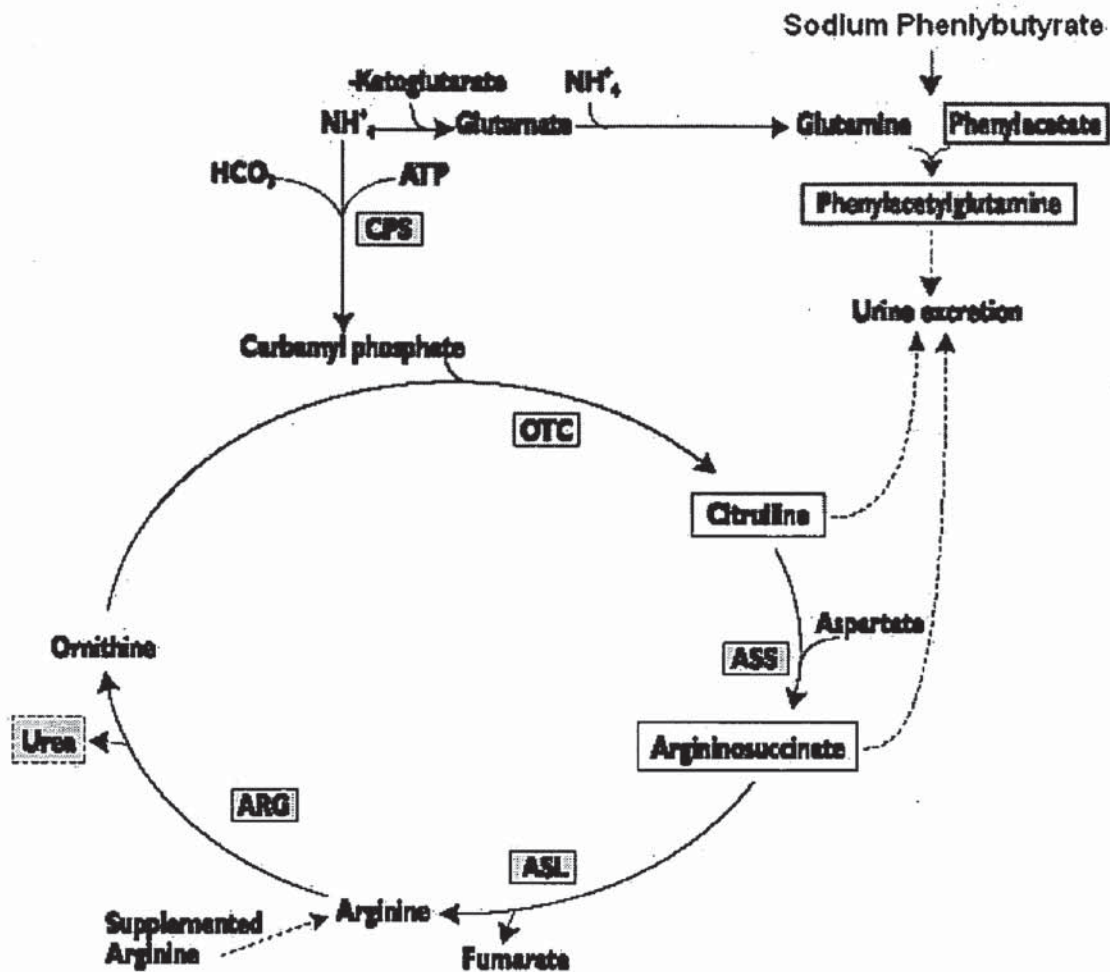 Sodium Phenlybutyrate
-Ketoglutarate
NH⁺₄
NH⁺₄
Glutamate
Glutamine
Phenylacetate
HCO₃
ATP
Phenylacetylglutamine
CPS
Urine excretion
Carbamyl phosphate
OTC
Citrulline
Aspartate
Ornithine
ASS
Urea
Argininosuccinate
ARG
ASL
Supplemented
Arginine
Arginine
Fumarate